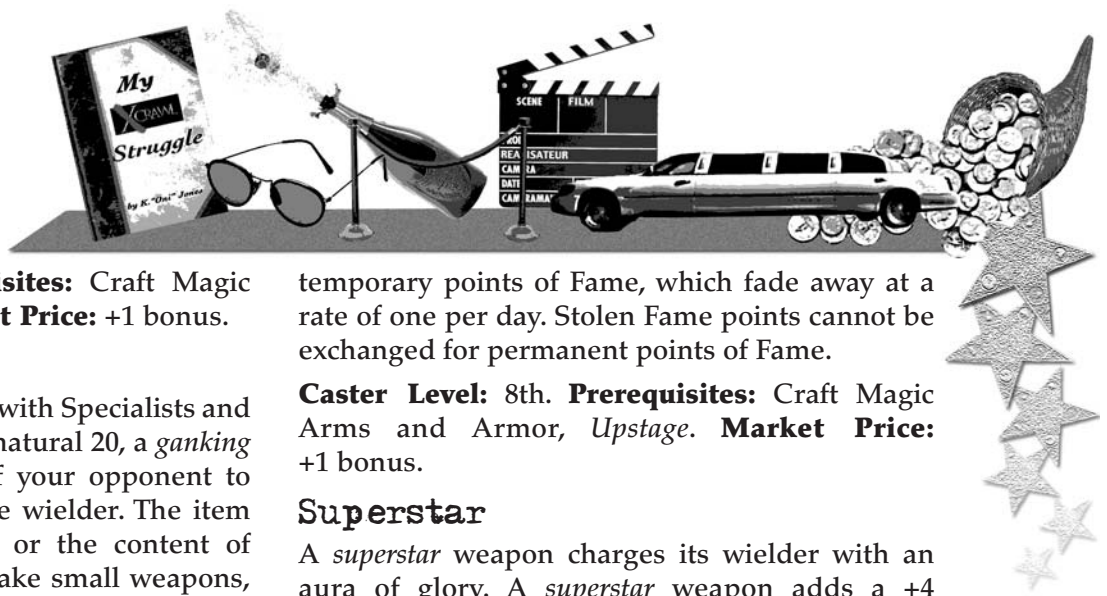 My
XCRAWL
Struggle
by K. "Oni" Jones
SCENE FILM
REALISATEUR
CAMERA
DATE
CAMERAMAN
isites: Craft Magic
t Price: +1 bonus.
with Specialists and
natural 20, a ganking
f your opponent to
e wielder. The item
or the content of
ake small weapons,
temporary points of Fame, which fade away at a
rate of one per day. Stolen Fame points cannot be
exchanged for permanent points of Fame.
Caster Level: 8th. Prerequisites: Craft Magic
Arms and Armor, Upstage. Market Price:
+1 bonus.
Superstar
A superstar weapon charges its wielder with an
aura of glory. A superstar weapon adds a +4